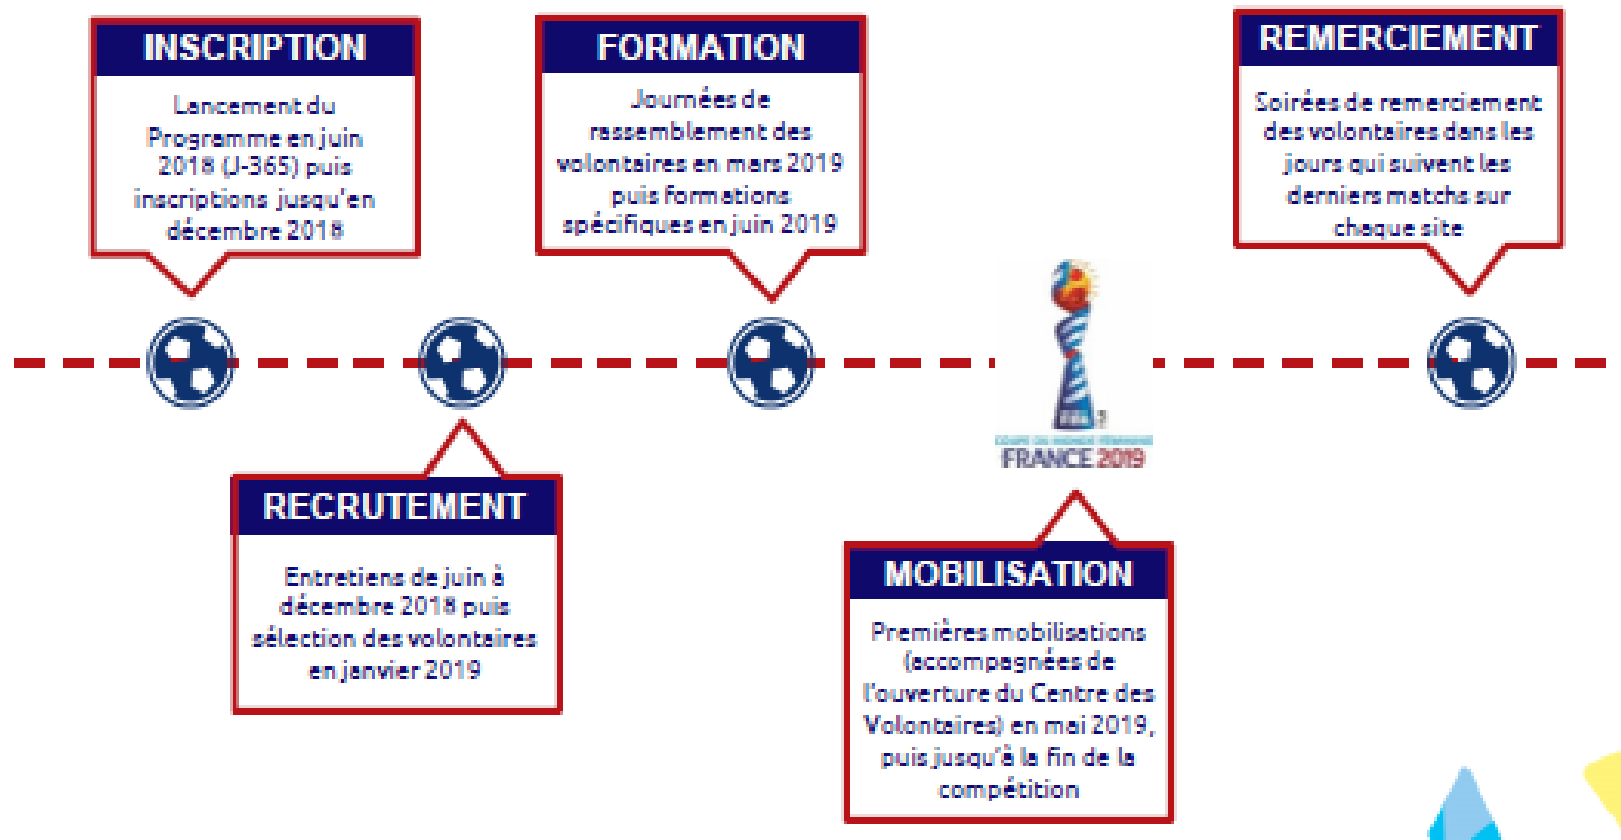 INSCRIPTION
Lancement du
Programme en juin
2018 (J-365) puis
inscriptions jusqu'en
décembre 2018
FORMATION
Journées de
rassemblement des
volontaires en mars 2019
puis formations
spécifiques en juin 2019
REMERCIEMENT
Soirées de remerciement
des volontaires dans les
jours qui suivent les
derniers matchs sur
chaque site
COUPE DU MONDE FÉMININE
FRANCE 2019
RECRUTEMENT
Entretiens de juin à
décembre 2018 puis
sélection des volontaires
en janvier 2019
MOBILISATION
Premières mobilisations
(accompagnées de
l'ouverture du Centre des
Volontaires) en mai 2019,
puis jusqu'à la fin de la
compétition